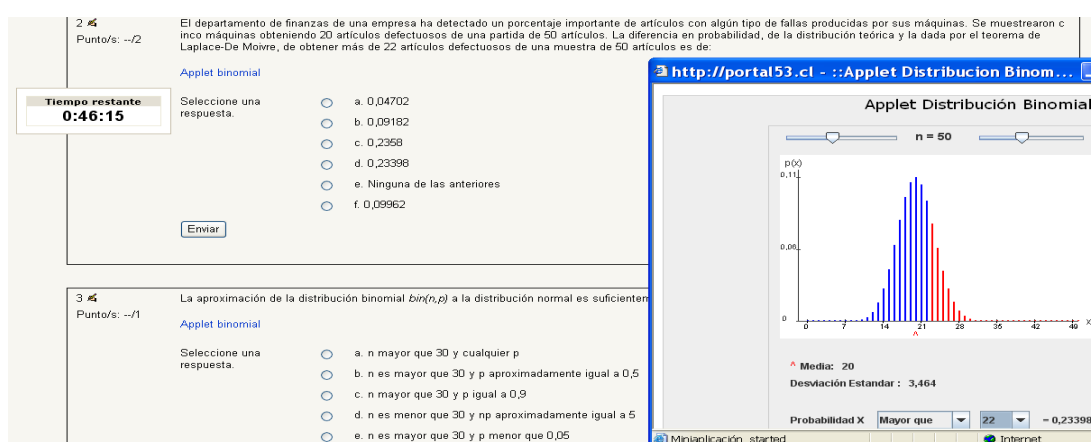 2
Punto/s: --/2
El departamento de finanzas de una empresa ha detectado un porcentaje importante de artículos con algún tipo de fallas producidas por sus máquinas. Se muestrearon c
inco máquinas obteniendo 20 artículos defectuosos de una partida de 50 artículos. La diferencia en probabilidad, de la distribución teórica y la dada por el teorema de
Laplace-De Moivre, de obtener más de 22 artículos defectuosos de una muestra de 50 artículos es de:
Applet binomial
Tiempo restante
0:46:15
Seleccione una
respuesta.
a. 0,04702
b. 0,09182
c. 0,2358
d. 0,23398
e. Ninguna de las anteriores
f. 0,09962
Enviar
3
Punto/s: --/1
La aproximación de la distribución binomial bin(n,p) a la distribución normal es suficientem
Applet binomial
Seleccione una
respuesta.
a. n mayor que 30 y cualquier p
b. n es mayor que 30 y p aproximadamente igual a 0,5
c. n mayor que 30 y p igual a 0,9
d. n es menor que 30 y np aproximadamente igual a 5
e. n es mayor que 30 y p menor que 0,05
http://portal53.cl - ::Applet Distribucion Binom...
Applet Distribución Binomial
n = 50
p(x)
0,11
0,06
0
0 7 14 21 28 35 42 49 x
^
^ Media: 20
Desviación Estandar : 3,464
Probabilidad X Mayor que 22 = 0,23398
Miniaplicación started Internet